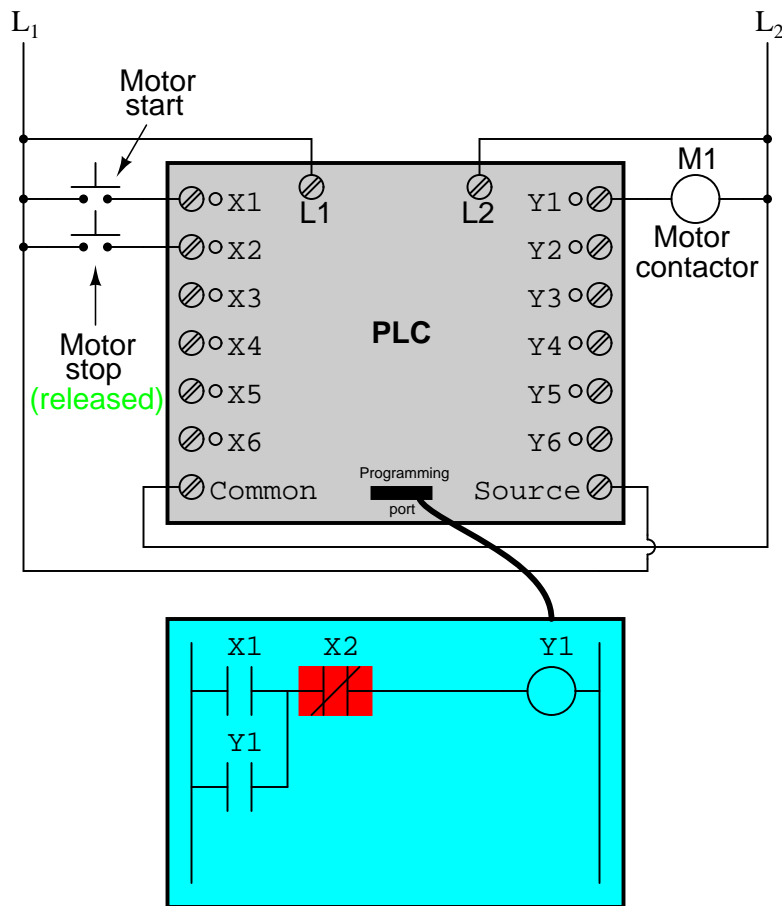 L1 L2
Motor
start
M1
X1 L1 L2 Y1
Motor
contactor
X2 Y2
X3 Y3
Motor
stop
(released)
X4 PLC Y4
X5 Y5
X6 Y6
Programming
port
Common Source
X1 X2 Y1
Y1